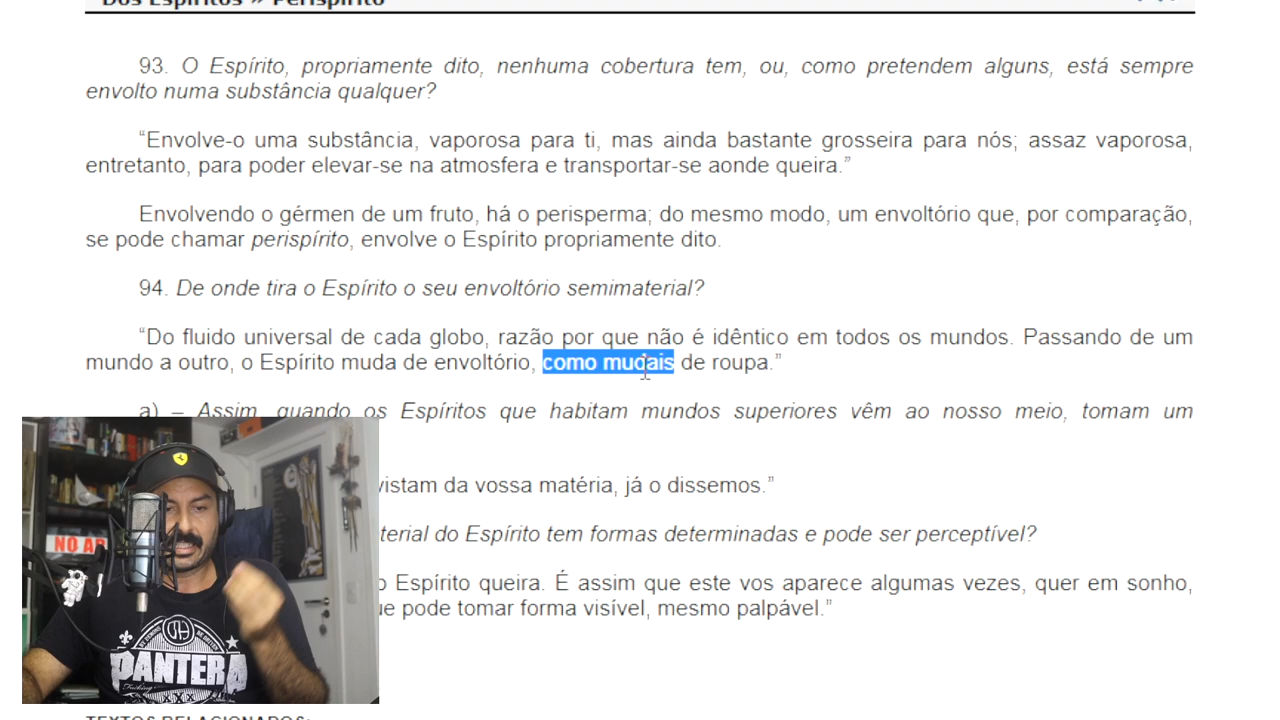 Dos Espíritos » Perispírito
93. O Espírito, propriamente dito, nenhuma cobertura tem, ou, como pretendem alguns, está sempre
envolto numa substância qualquer?
“Envolve-o uma substância, vaporosa para ti, mas ainda bastante grosseira para nós; assaz vaporosa,
entretanto, para poder elevar-se na atmosfera e transportar-se aonde queira.”
Envolvendo o gérmen de um fruto, há o perisperma; do mesmo modo, um envoltório que, por comparação,
se pode chamar perispírito, envolve o Espírito propriamente dito.
94. De onde tira o Espírito o seu envoltório semimaterial?
“Do fluido universal de cada globo, razão por que não é idêntico em todos os mundos. Passando de um
mundo a outro, o Espírito muda de envoltório, como mudais de roupa.”
a) – Assim, quando os Espíritos que habitam mundos superiores vêm ao nosso meio, tomam um
vistam da vossa matéria, já o dissemos.”
terial do Espírito tem formas determinadas e pode ser perceptível?
o Espírito queira. É assim que este vos aparece algumas vezes, quer em sonho,
ue pode tomar forma visível, mesmo palpável.”
NO A
PANTERA
TEXTOS RELACIONADOS: